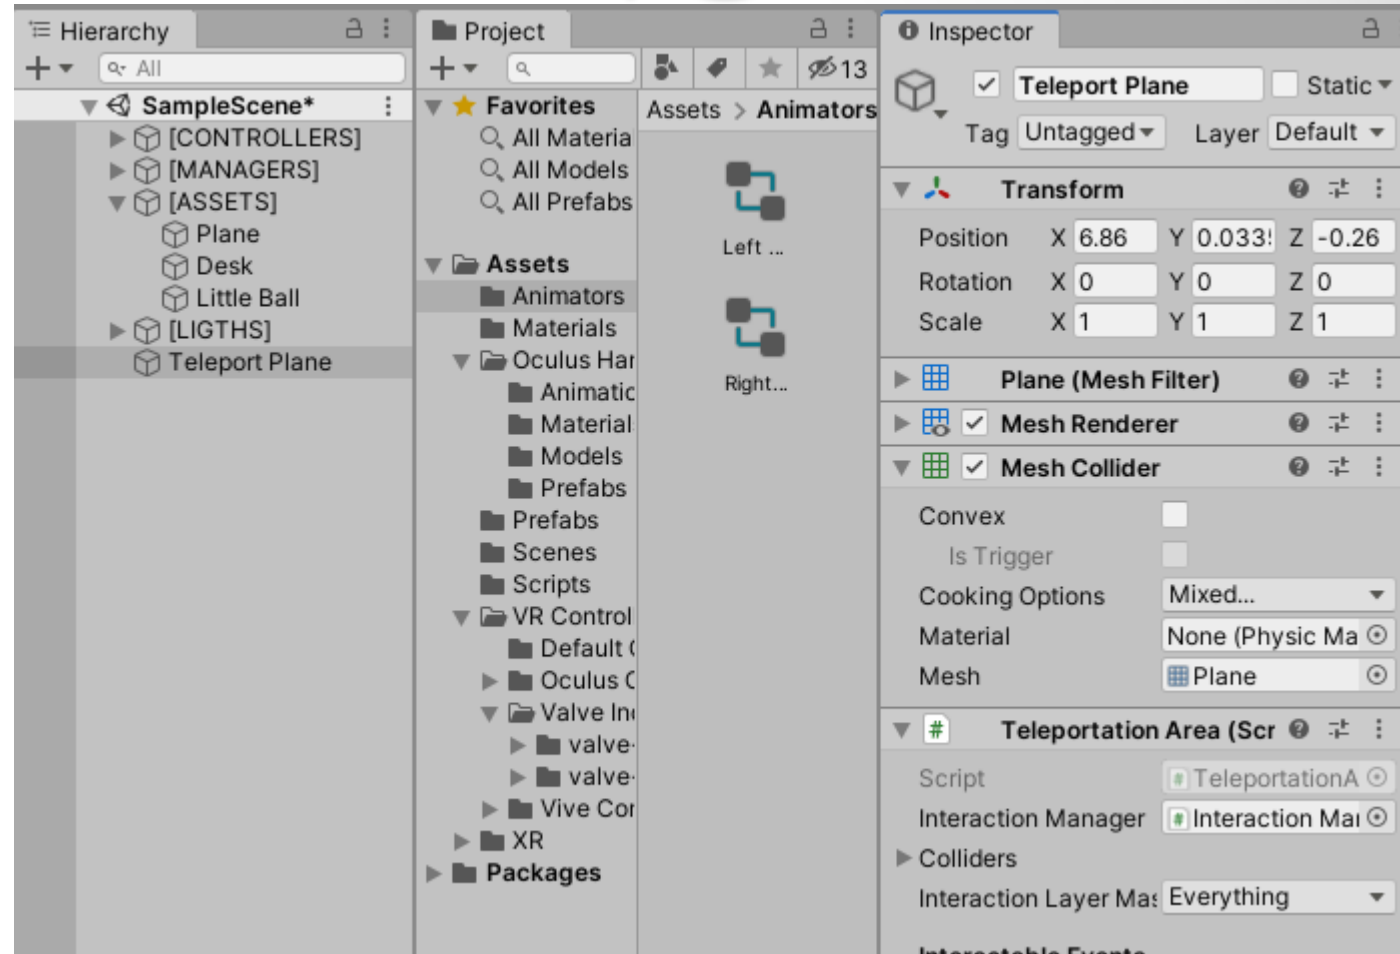 Hierarchy
All
SampleScene*
[CONTROLLERS]
[MANAGERS]
[ASSETS]
Plane
Desk
Little Ball
[LIGTHS]
Teleport Plane
Project
13
Favorites
All Materia
All Models
All Prefabs
Assets
Animators
Materials
Oculus Har
Animatic
Material
Models
Prefabs
Prefabs
Scenes
Scripts
VR Control
Default
Oculus
Valve
valve-
valve-
Vive Cor
XR
Packages
Assets > Animators
Left ...
Right...
Inspector
Teleport Plane Static
Tag Untagged Layer Default
Transform
Position X 6.86 Y 0.033 Z -0.26
Rotation X 0 Y 0 Z 0
Scale X 1 Y 1 Z 1
Plane (Mesh Filter)
Mesh Renderer
Mesh Collider
Convex
Is Trigger
Cooking Options Mixed...
Material None (Physic Ma
Mesh Plane
# Teleportation Area (Scr
Script # TeleportationA
Interaction Manager # Interaction Mar
Colliders
Interaction Layer Mas Everything
Interactable Events